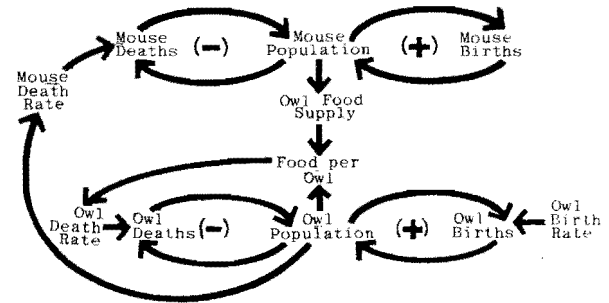 Mouse
Deaths
(-)
Mouse
Population
(+)
Mouse
Births
Mouse
Death
Rate
Owl Food
Supply
Food per
Owl
Owl
Death
Rate
Owl
Deaths
(-)
Owl
Population
(+)
Owl
Births
Owl
Birth
Rate